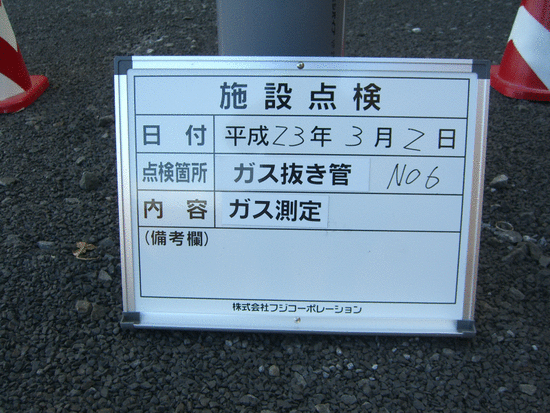 施設点検
日付 平成23年3月2日
点検箇所 ガス抜き管 NO6
内容 ガス測定
(備考欄)
株式会社フジコーポレーション